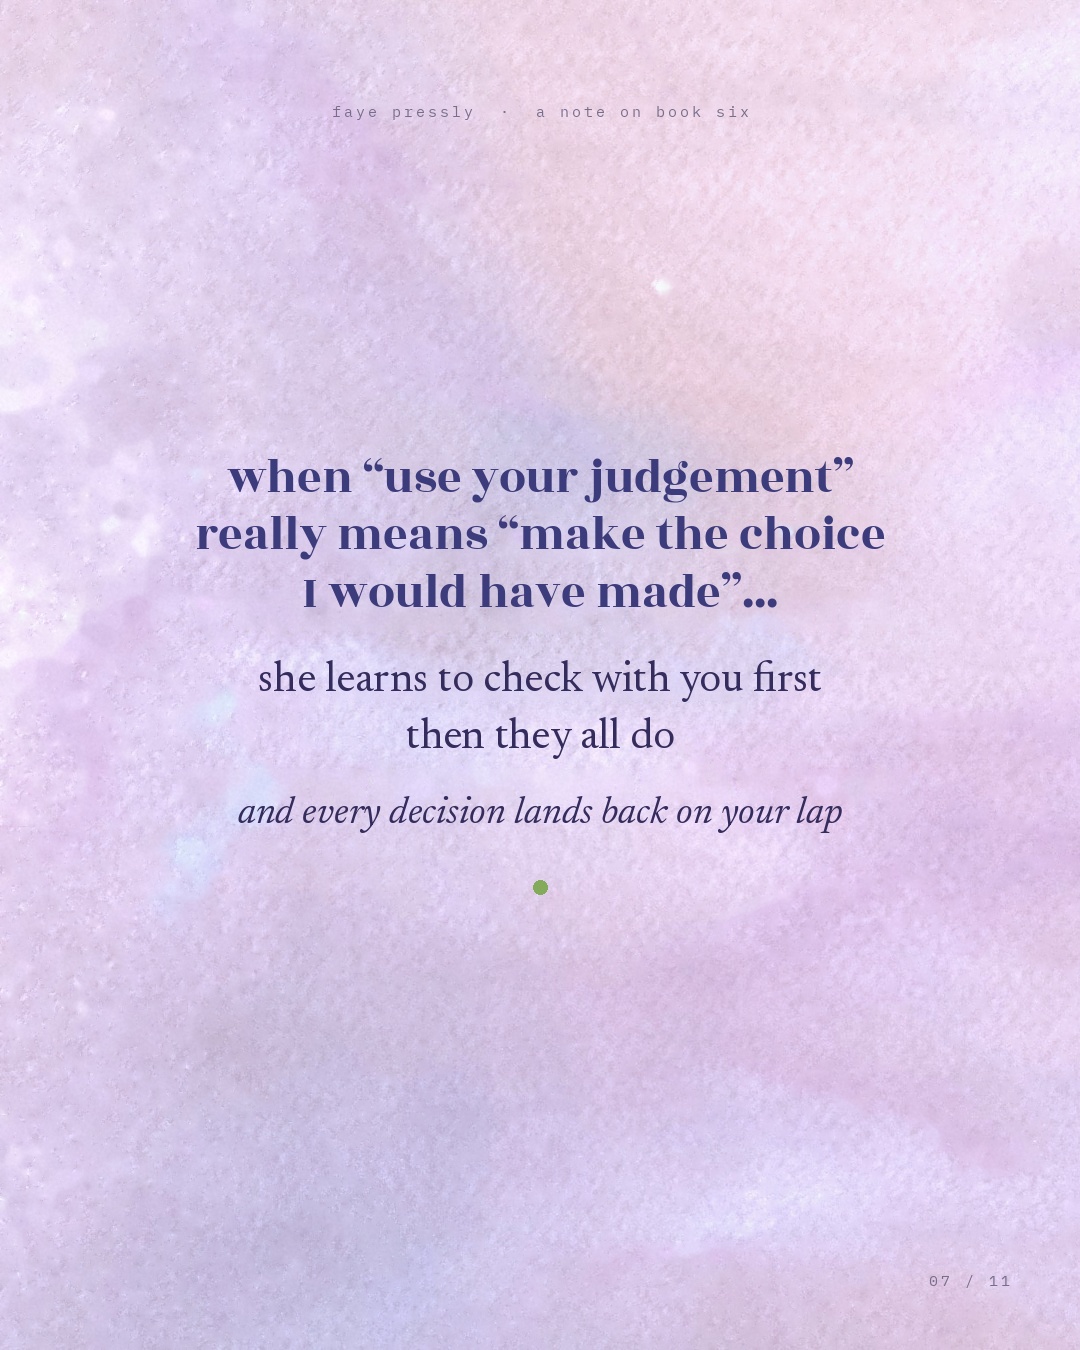 faye pressly · a note on book six
when “use your judgement”
really means “make the choice
I would have made”...
she learns to check with you first
then they all do
and every decision lands back on your lap
07 / 11